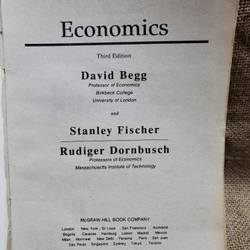 Economics
Third Edition
David Begg
Professor of Economics
Birkbeck College
University of London
and
Stanley Fischer
Rudiger Dornbusch
Professors of Economics
Massachusetts Institute of Technology
McGRAW-HILL BOOK COMPANY
London New York St Louis San Francisco Auckland
Bogotá Caracas Hamburg Lisbon Madrid Mexico
Milan Montreal New Delhi Panama Paris San Juan
São Paulo Singapore Sydney Tokyo Toronto